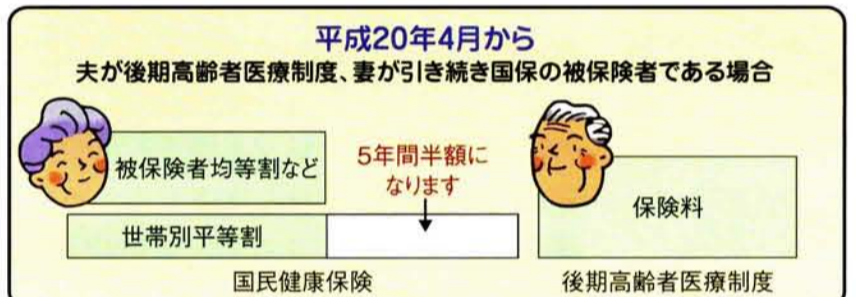 平成20年4月から
夫が後期高齢者医療制度、妻が引き続き国保の被保険者である場合
被保険者均等割など
5年間半額に
なります
世帯別平等割
保険料
国民健康保険
後期高齢者医療制度